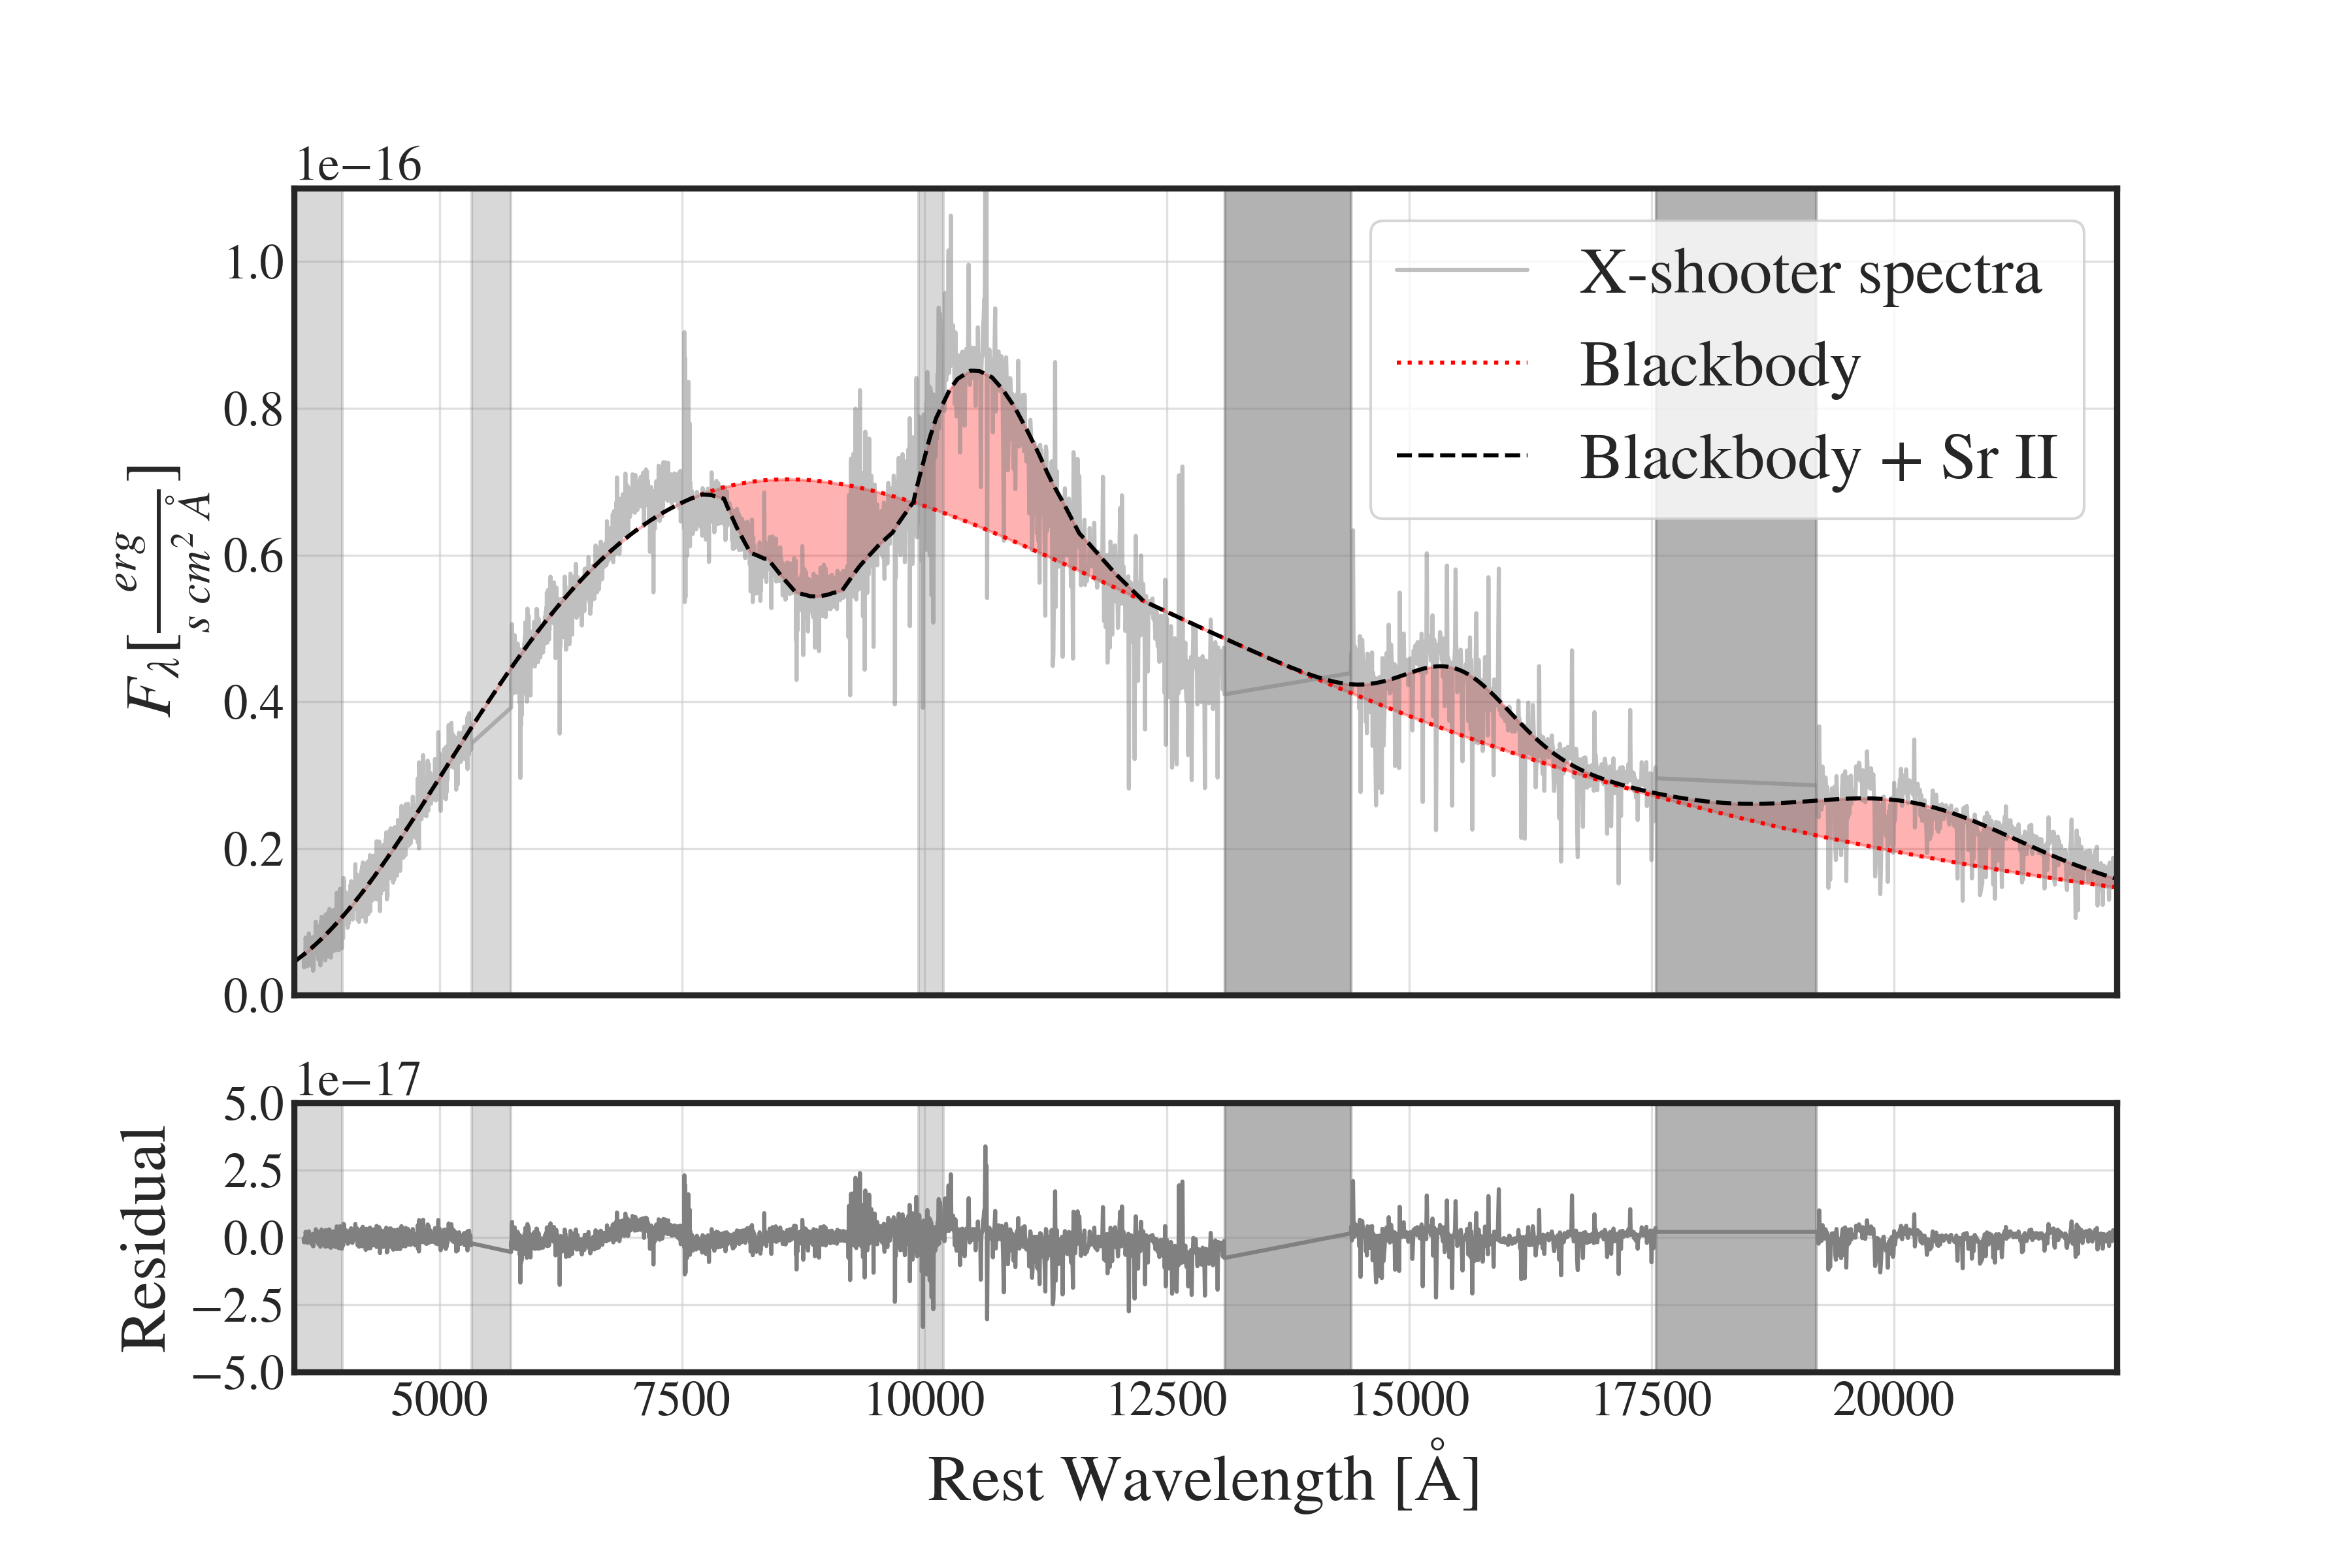 1e−16
1.0
0.8
0.6
0.4
0.2
0.0
F_λ [erg / s cm² Å]
X-shooter spectra
Blackbody
Blackbody + Sr II
1e−17
5.0
2.5
0.0
−2.5
−5.0
Residual
5000 7500 10000 12500 15000 17500 20000
Rest Wavelength [Å]